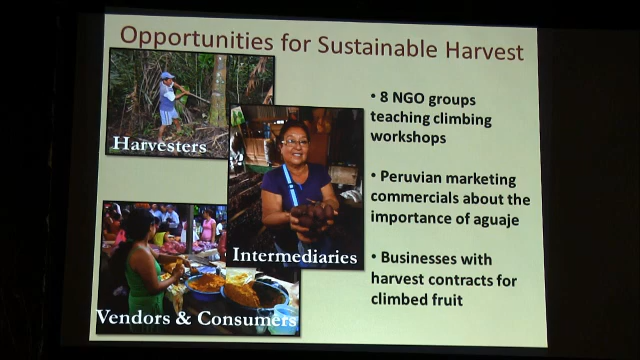 Opportunities for Sustainable Harvest
Harvesters
Intermediaries
Vendors & Consumers
• 8 NGO groups
teaching climbing
workshops
• Peruvian marketing
commercials about the
importance of aguaje
• Businesses with
harvest contracts for
climbed fruit